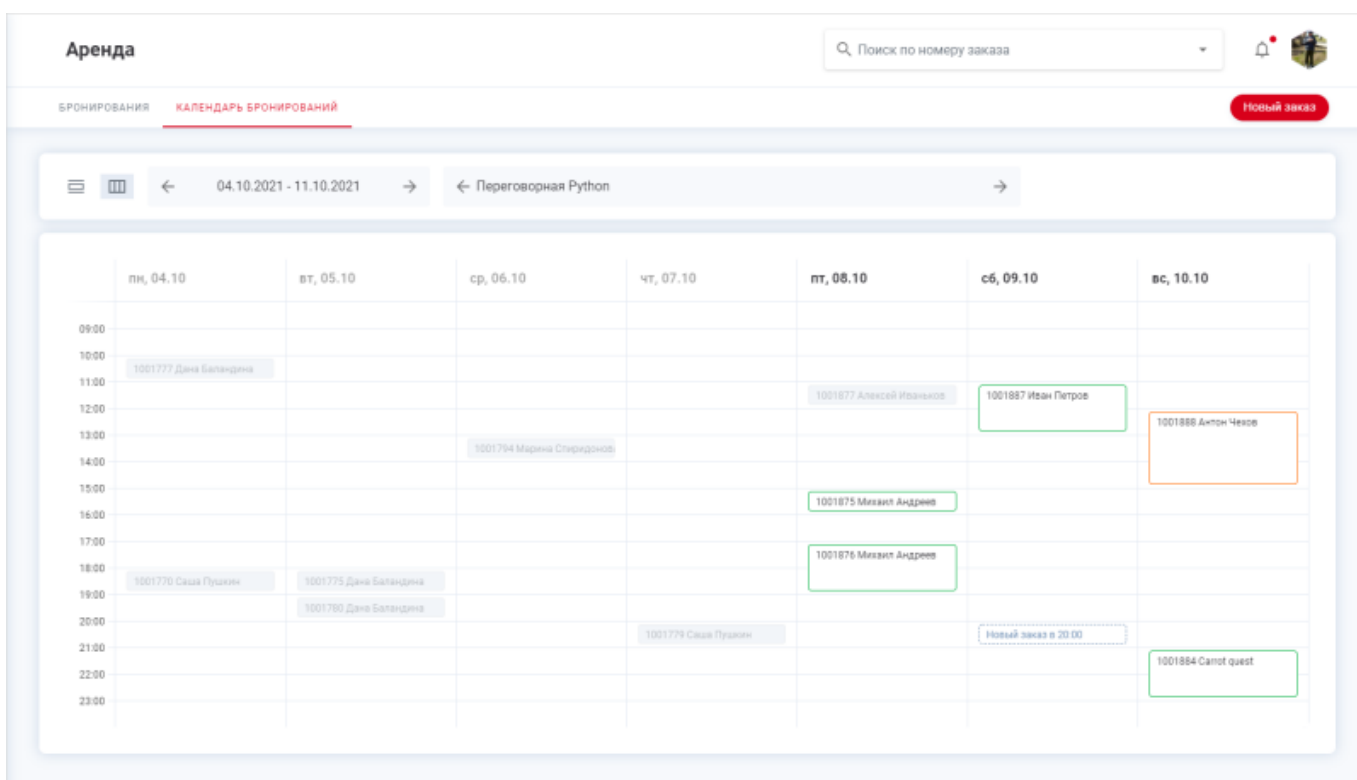 Аренда
Поиск по номеру заказа
БРОНИРОВАНИЯ КАЛЕНДАРЬ БРОНИРОВАНИЙ Новый заказ
04.10.2021 - 11.10.2021 Переговорная Python
пн, 04.10 вт, 05.10 ср, 06.10 чт, 07.10 пт, 08.10 сб, 09.10 вс, 10.10
09:00
10:00
1001777 Дана Баландина
11:00
1001877 Алексей Иваньков 1001887 Иван Петров
12:00
1001888 Антон Чехов
13:00
1001794 Марина Спиридонов
14:00
15:00
1001875 Михаил Андреев
16:00
17:00
1001876 Михаил Андреев
18:00
1001770 Саша Пушкин 1001775 Дана Баландина
19:00
1001780 Дана Баландина
20:00
1001779 Саша Пушкин Новый заказ в 20:00
21:00
1001884 Carrot quest
22:00
23:00